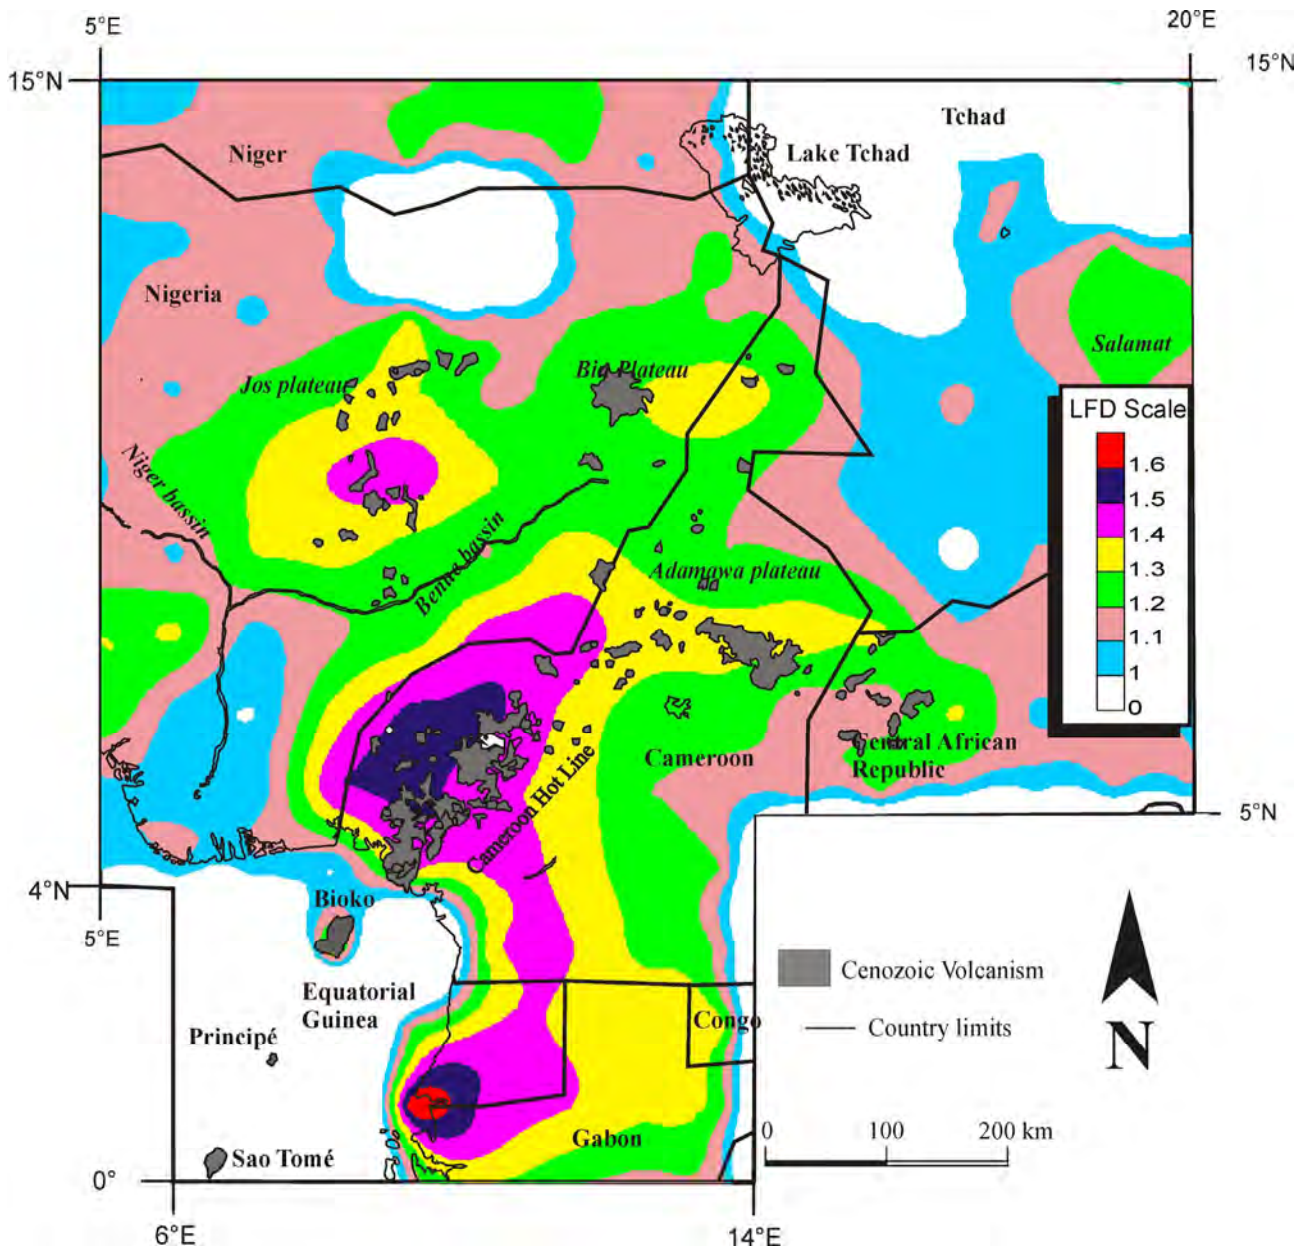 5°E
20°E
15°N
15°N
Tchad
Niger
Lake Tchad
Nigeria
Salamat
Jos plateau
Biu Plateau
LFD Scale
1.6
1.5
1.4
1.3
1.2
1.1
1
0
Niger bassin
Benue bassin
Adamawa plateau
Cameroon
Central African
Republic
Cameroon Hot Line
5°N
4°N
Bioko
5°E
Cenozoic Volcanism
Equatorial
Guinea
Congo
Country limits
Principé
N
Gabon
0 100 200 km
Sao Tomé
0°
6°E
14°E